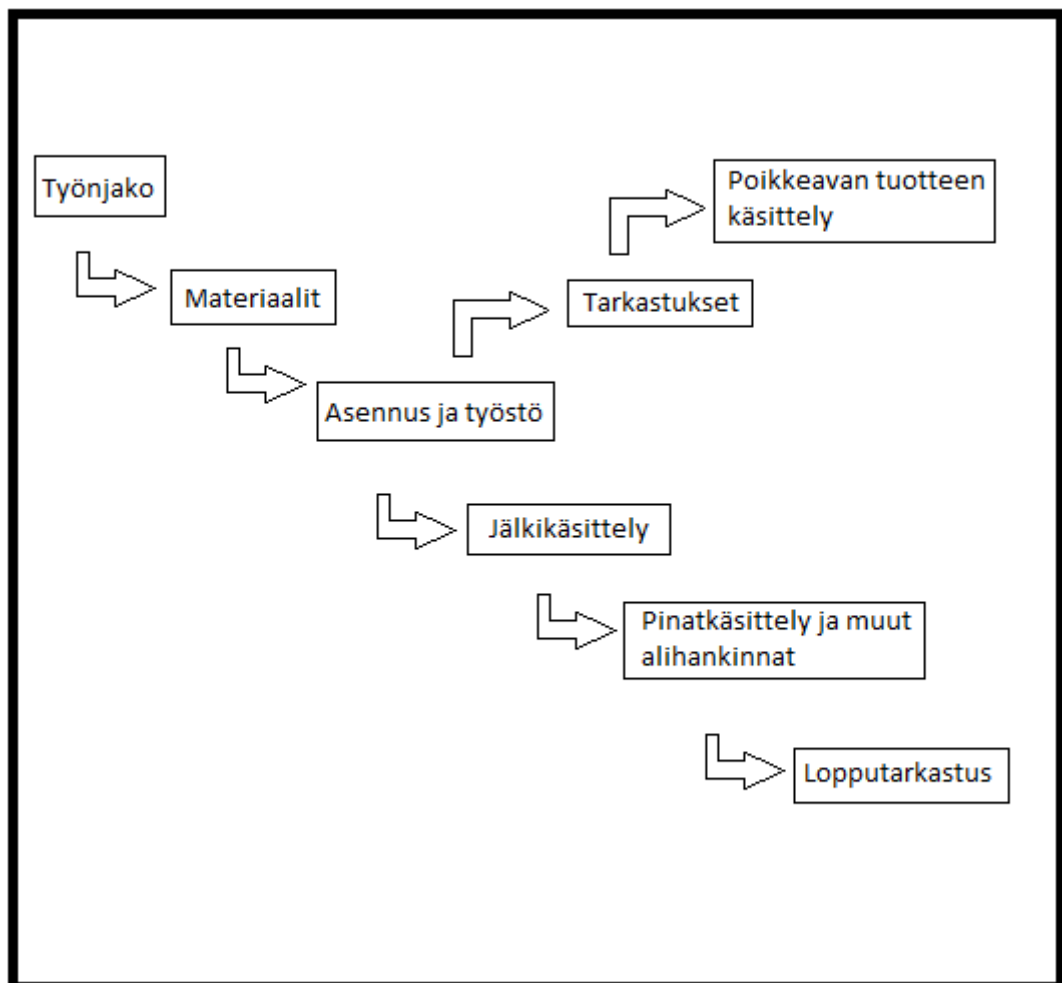 Työnjako
Materiaalit
Asennus ja työstö
Tarkastukset
Poikkeavan tuotteen
käsittely
Jälkikäsittely
Pinatkäsittely ja muut
alihankinnat
Lopputarkastus